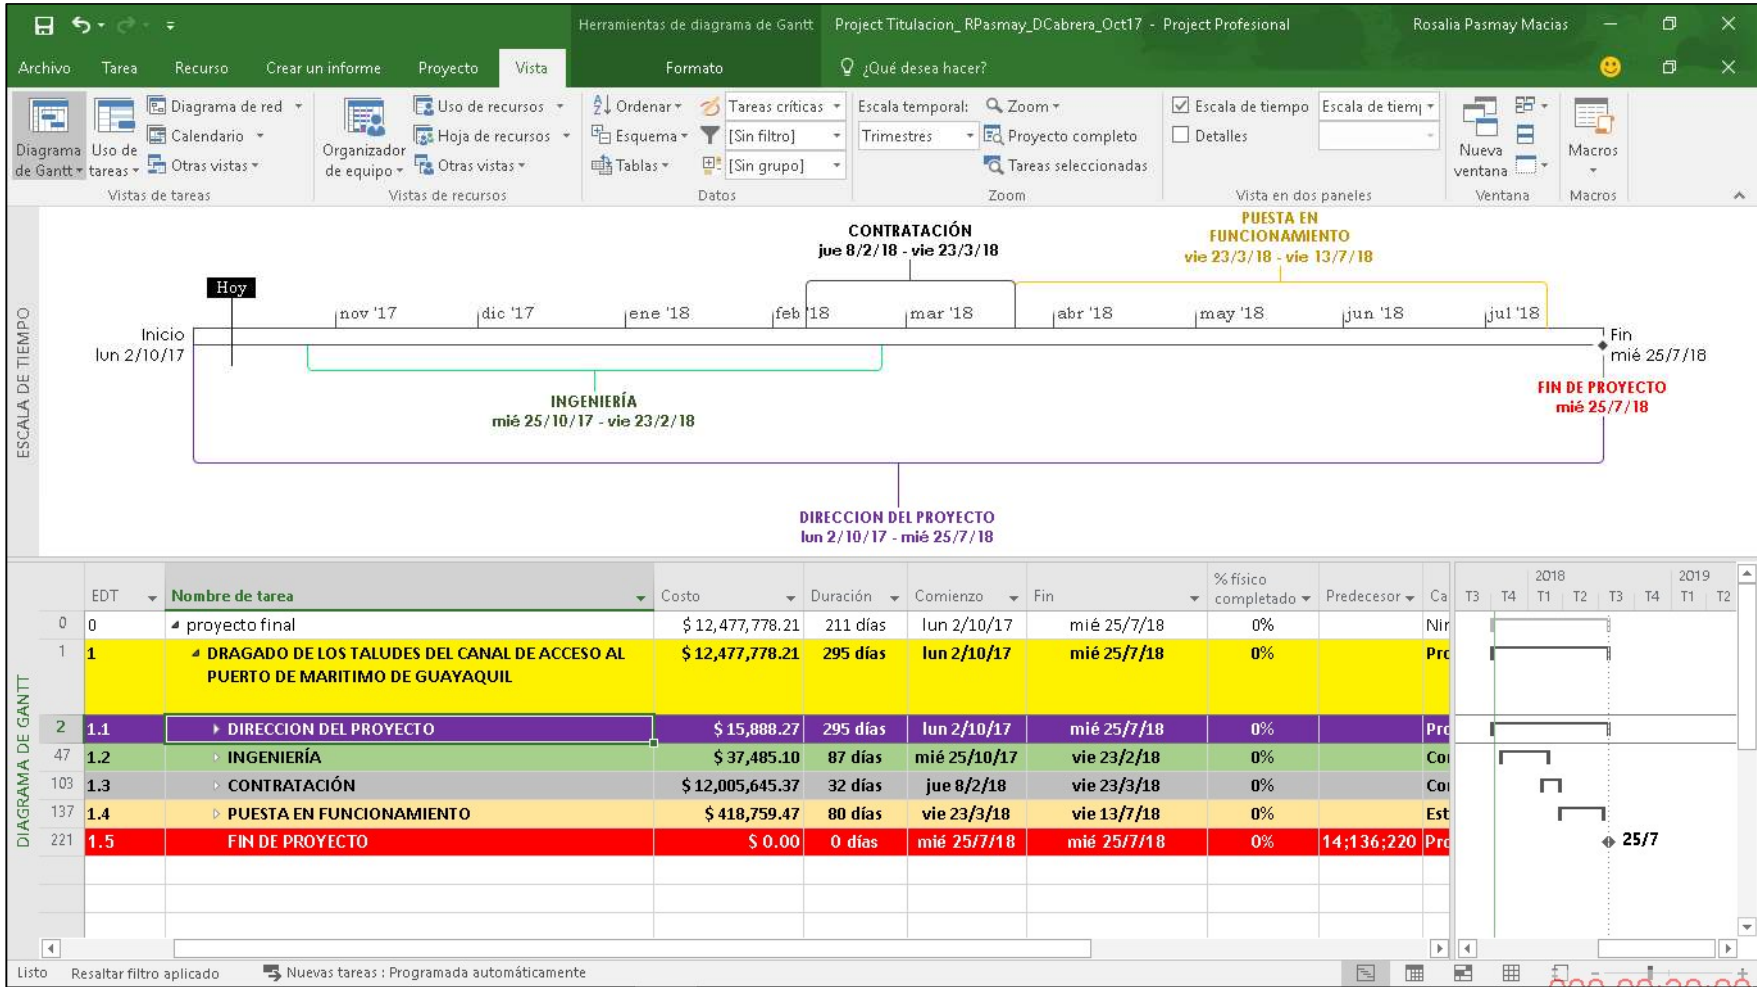 Herramientas de diagrama de Gantt Project Titulacion_RPasmay_DCabrera_Oct17 - Project Profesional Rosalia Pasmay Macias
Archivo Tarea Recurso Crear un informe Proyecto Vista Formato ¿Qué desea hacer?
Diagrama de Gantt
Uso de tareas
Diagrama de red
Calendario
Otras vistas
Vistas de tareas
Organizador de equipo
Uso de recursos
Hoja de recursos
Otras vistas
Vistas de recursos
Ordenar
Esquema
Tablas
Tareas críticas
[Sin filtro]
[Sin grupo]
Datos
Escala temporal:
Trimestres
Zoom
Proyecto completo
Tareas seleccionadas
Zoom
Escala de tiempo Escala de tiem
Detalles
Vista en dos paneles
Nueva ventana
Ventana
Macros
Macros
ESCALA DE TIEMPO
CONTRATACIÓN
jue 8/2/18 - vie 23/3/18
PUESTA EN
FUNCIONAMIENTO
vie 23/3/18 - vie 13/7/18
Hoy
nov '17 dic '17 ene '18 feb '18 mar '18 abr '18 may '18 jun '18 jul '18
Inicio
lun 2/10/17
Fin
mié 25/7/18
INGENIERÍA
mié 25/10/17 - vie 23/2/18
FIN DE PROYECTO
mié 25/7/18
DIRECCION DEL PROYECTO
lun 2/10/17 - mié 25/7/18
DIAGRAMA DE GANTT
EDT Nombre de tarea Costo Duración Comienzo Fin % físico completado Predecesor Ca
2018 2019
T3 T4 T1 T2 T3 T4 T1 T2
0 0 proyecto final $ 12,477,778.21 211 días lun 2/10/17 mié 25/7/18 0% Nin
1 1 DRAGADO DE LOS TALUDES DEL CANAL DE ACCESO AL $ 12,477,778.21 295 días lun 2/10/17 mié 25/7/18 0% Pro
PUERTO DE MARITIMO DE GUAYAQUIL
2 1.1 DIRECCION DEL PROYECTO $ 15,888.27 295 días lun 2/10/17 mié 25/7/18 0% Pro
47 1.2 INGENIERÍA $ 37,485.10 87 días mié 25/10/17 vie 23/2/18 0% Co
103 1.3 CONTRATACIÓN $ 12,005,645.37 32 días jue 8/2/18 vie 23/3/18 0% Co
137 1.4 PUESTA EN FUNCIONAMIENTO $ 418,759.47 80 días vie 23/3/18 vie 13/7/18 0% Est
221 1.5 FIN DE PROYECTO $ 0.00 0 días mié 25/7/18 mié 25/7/18 0% 14;136;220 Pro
25/7
Listo Resaltar filtro aplicado Nuevas tareas : Programada automáticamente